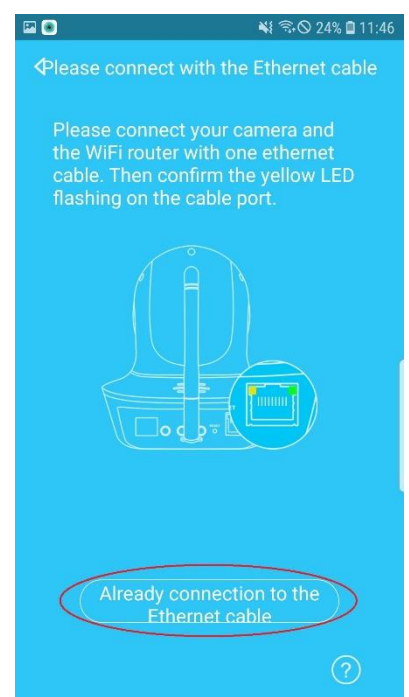 24% 11:46
Please connect with the Ethernet cable
Please connect your camera and
the WiFi router with one ethernet
cable. Then confirm the yellow LED
flashing on the cable port.
Already connection to the
Ethernet cable
?